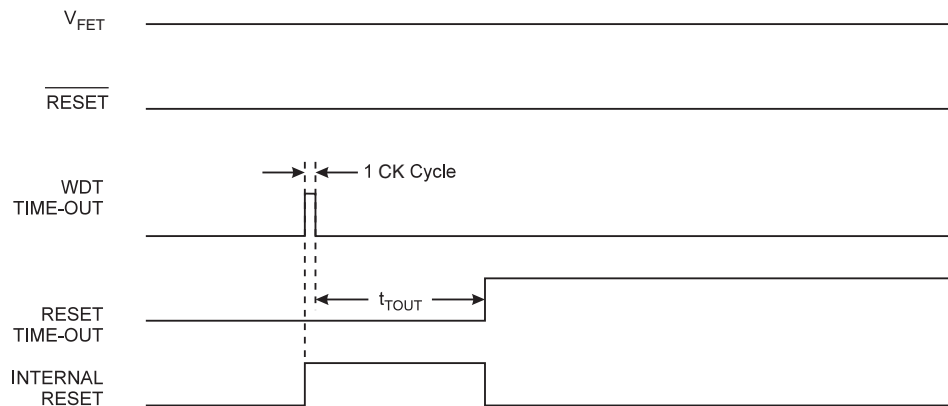 VFET
RESET
1 CK Cycle
WDT
TIME-OUT
tTOUT
RESET
TIME-OUT
INTERNAL
RESET